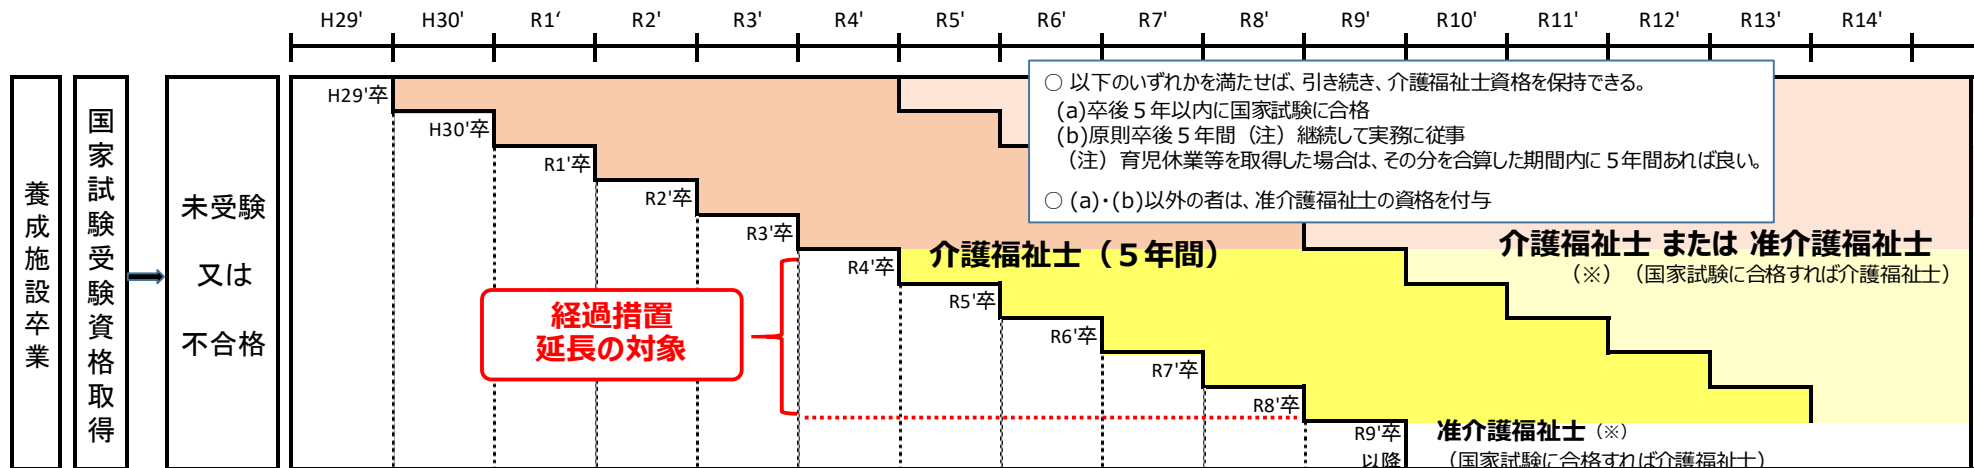 H29' H30' R1‘ R2' R3' R4' R5' R6' R7' R8' R9' R10' R11' R12' R13' R14'
養成施設卒業
国家試験受験資格取得
未受験
又は
不合格
H29'卒
H30'卒
R1'卒
R2'卒
R3'卒
R4'卒
R5'卒
R6'卒
R7'卒
R8'卒
R9'卒
以降
○ 以下のいずれかを満たせば、引き続き、介護福祉士資格を保持できる。
(a)卒後５年以内に国家試験に合格
(b)原則卒後５年間（注）継続して実務に従事
（注）育児休業等を取得した場合は、その分を合算した期間内に５年間あれば良い。
○ (a)・(b)以外の者は、准介護福祉士の資格を付与
介護福祉士（５年間）
介護福祉士 または 准介護福祉士
（※）（国家試験に合格すれば介護福祉士）
経過措置
延長の対象
准介護福祉士（※）
（国家試験に合格すれば介護福祉士）